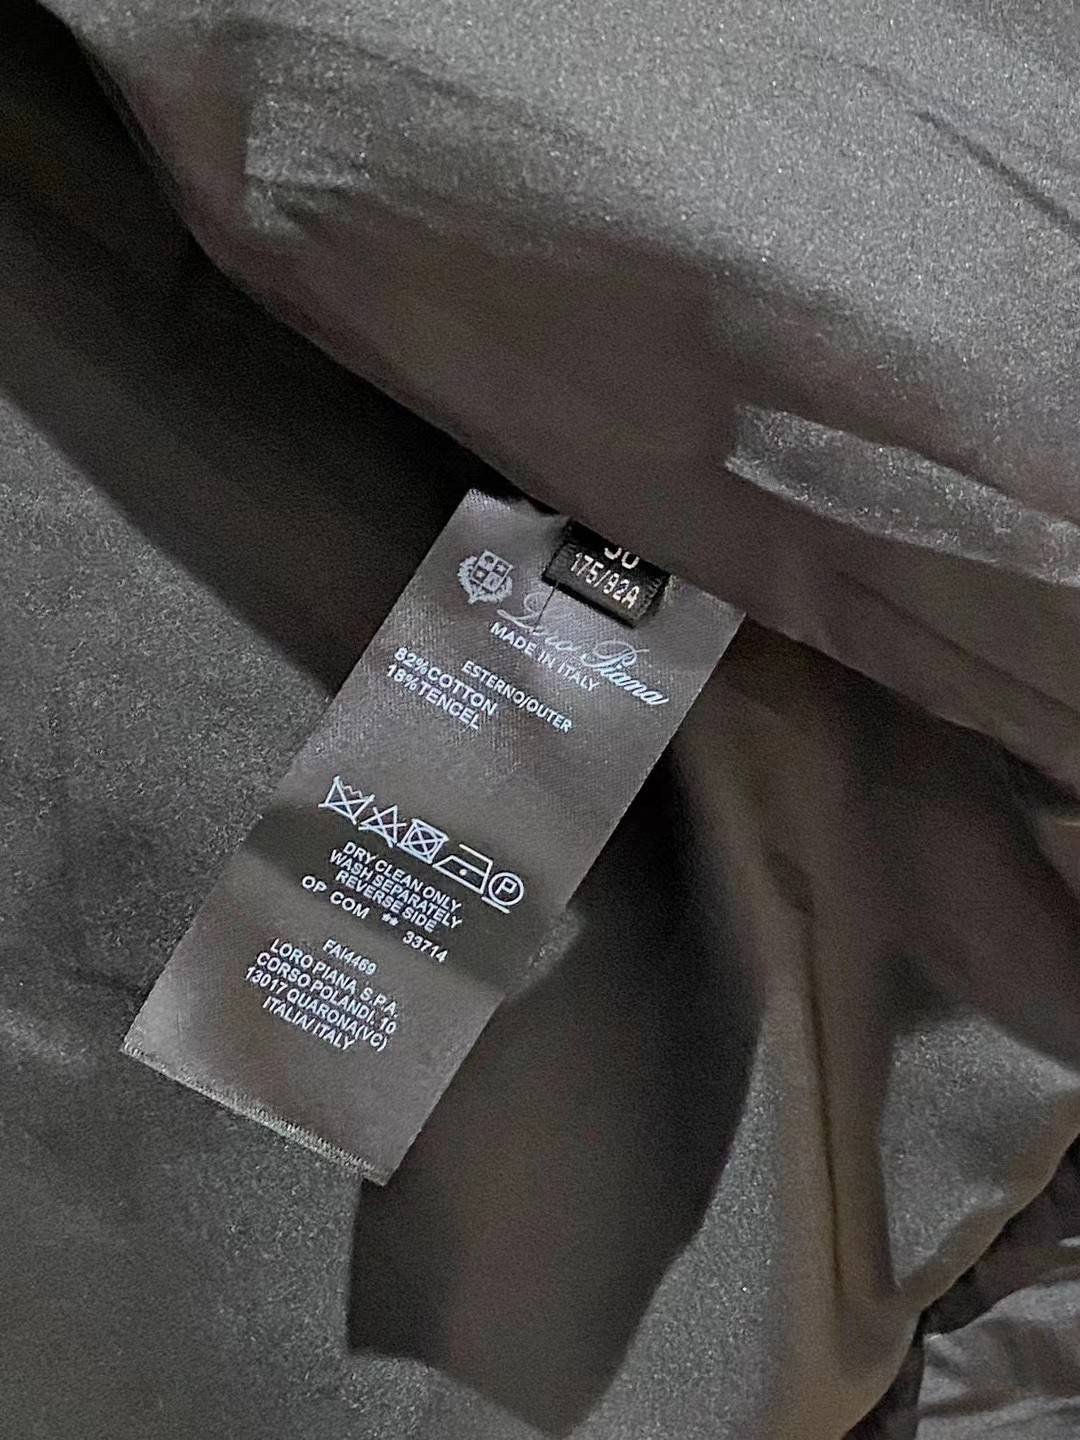 175/92A
Loro Piana
MADE IN ITALY
ESTERNO/OUTER
82%COTTON
18%TENCEL
P
DRY CLEAN ONLY
WASH SEPARATELY
REVERSE SIDE
OP COM ** 33714
FAI4469
LORO PIANA, S.P.A.
CORSO POLANDI, 10
13017 QUARONA(VC)
ITALIA/ITALY